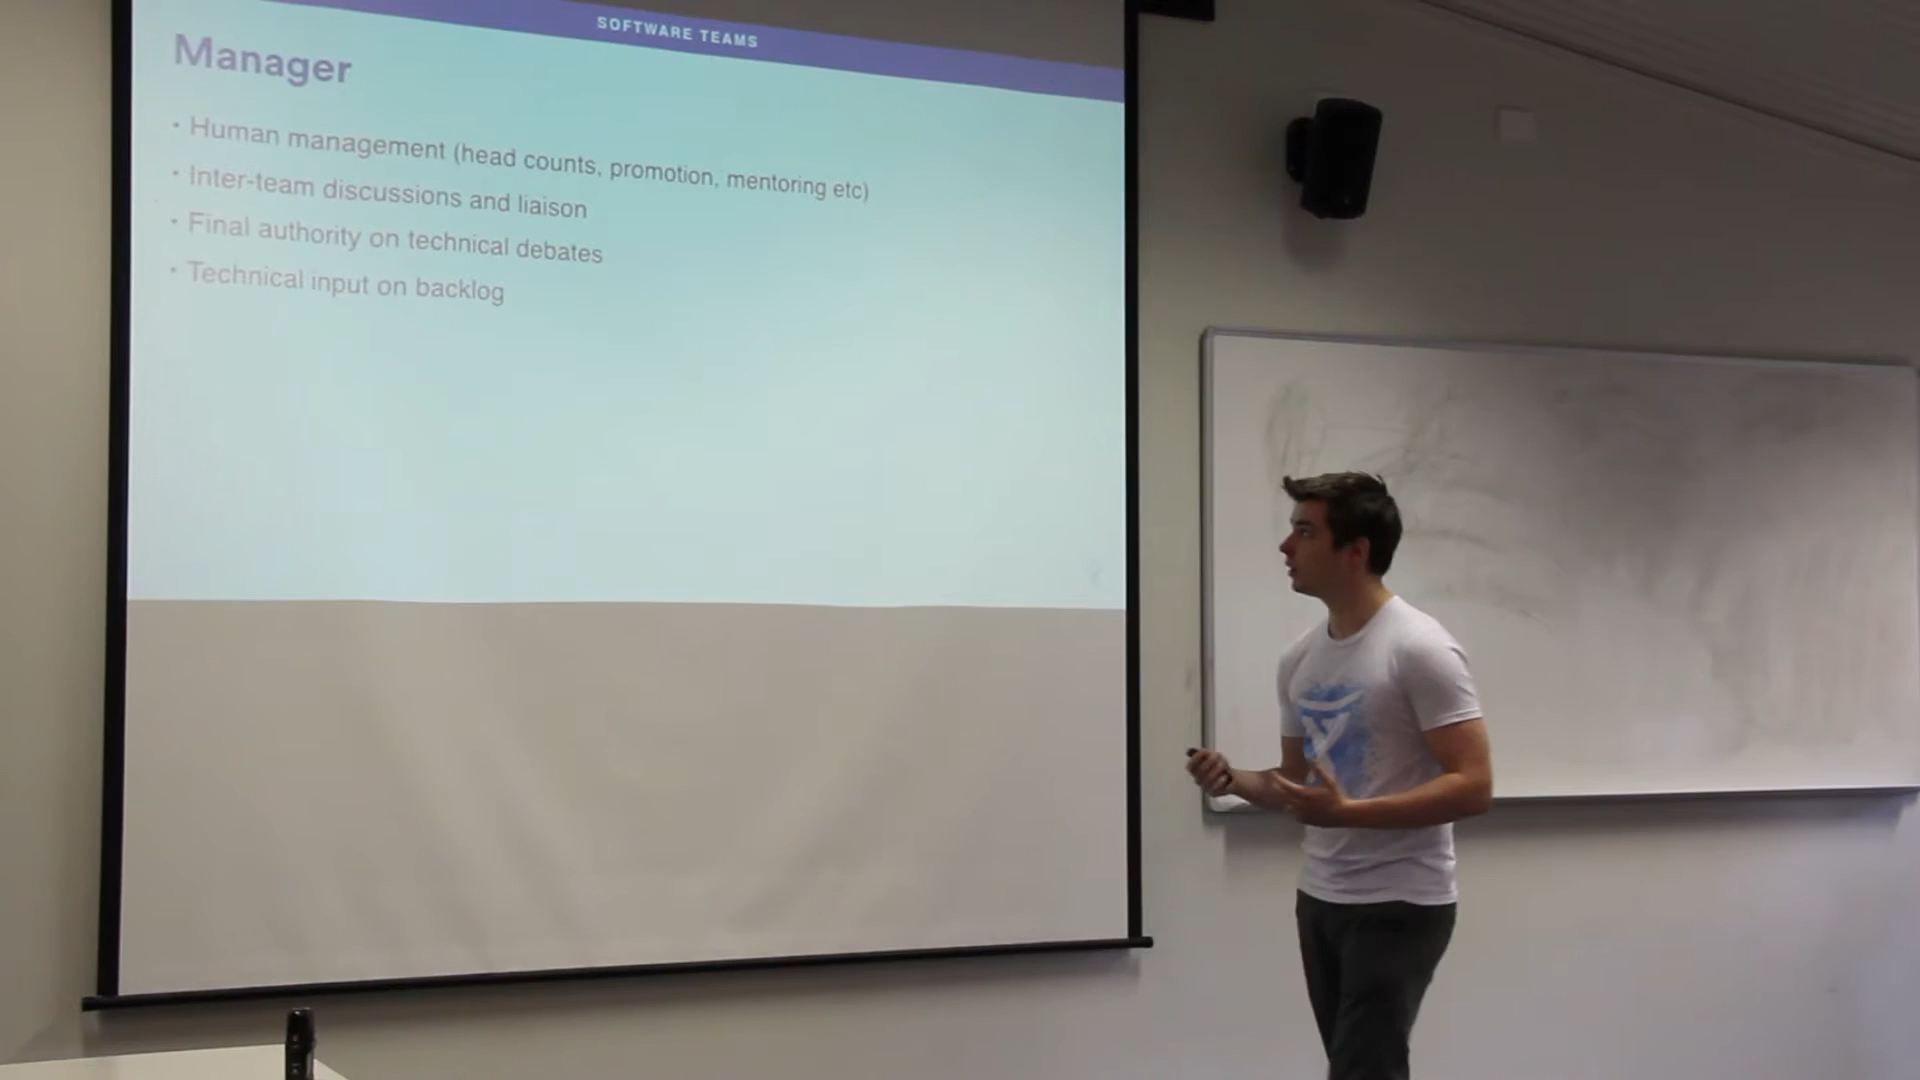 SOFTWARE TEAMS
Manager
• Human management (head counts, promotion, mentoring etc)
• Inter-team discussions and liaison
• Final authority on technical debates
• Technical input on backlog